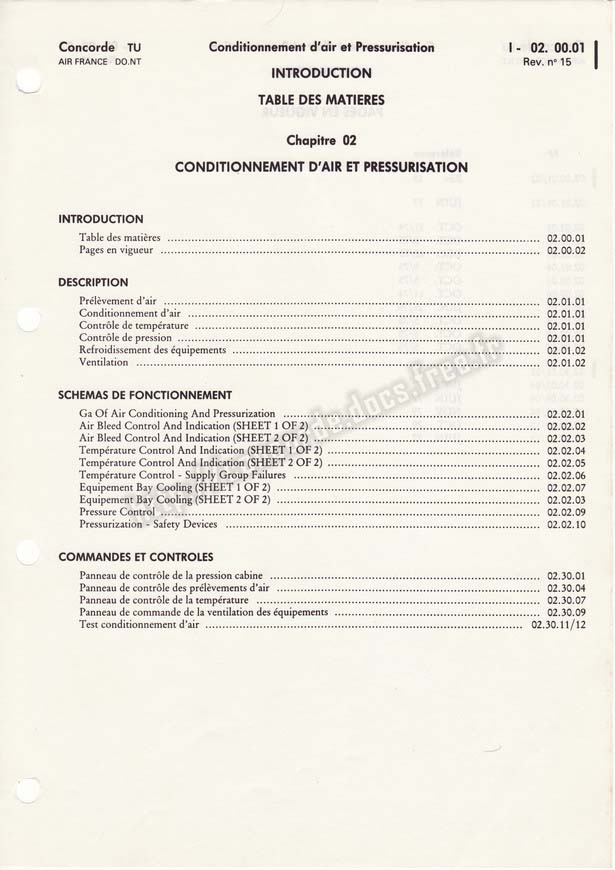 Concorde TU Conditionnement d'air et Pressurisation I - 02. 00.01
AIR FRANCE DO.NT Rev. n° 15
INTRODUCTION
TABLE DES MATIERES
Chapitre 02
CONDITIONNEMENT D'AIR ET PRESSURISATION
INTRODUCTION
Table des matières 02.00.01
Pages en vigueur 02.00.02
DESCRIPTION
Prélèvement d'air 02.01.01
Conditionnement d'air 02.01.01
Contrôle de température 02.01.01
Contrôle de pression 02.01.01
Refroidissement des équipements 02.01.02
Ventilation 02.01.02
SCHEMAS DE FONCTIONNEMENT
Ga Of Air Conditioning And Pressurization 02.02.01
Air Bleed Control And Indication (SHEET 1 OF 2) 02.02.02
Air Bleed Control And Indication (SHEET 2 OF 2) 02.02.03
Température Control And Indication (SHEET 1 OF 2) 02.02.04
Température Control And Indication (SHEET 2 OF 2) 02.02.05
Température Control - Supply Group Failures 02.02.06
Equipement Bay Cooling (SHEET 1 OF 2) 02.02.07
Equipement Bay Cooling (SHEET 2 OF 2) 02.02.03
Pressure Control 02.02.09
Pressurization - Safety Devices 02.02.10
COMMANDES ET CONTROLES
Panneau de contrôle de la pression cabine 02.30.01
Panneau de contrôle des prélèvements d'air 02.30.04
Panneau de contrôle de la température 02.30.07
Panneau de commande de la ventilation des équipements 02.30.09
Test conditionnement d'air 02.30.11/12